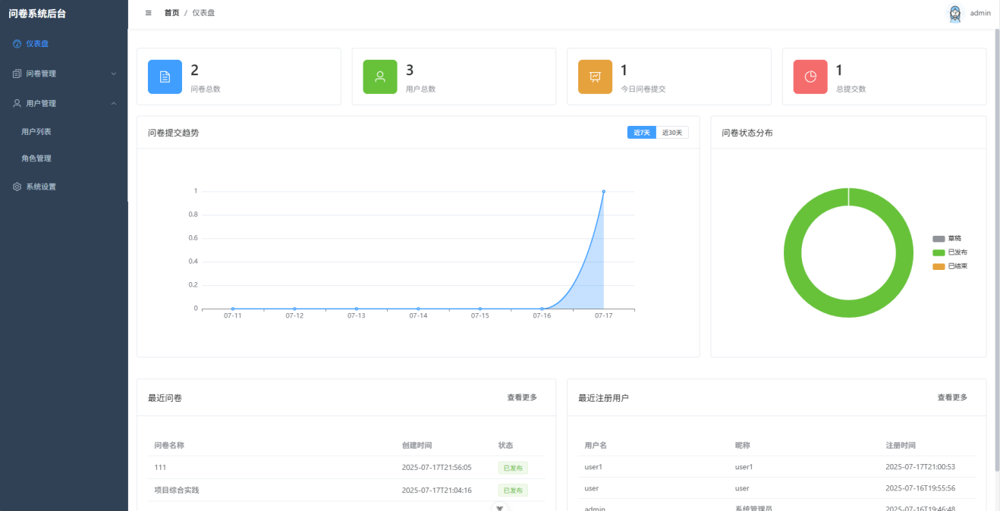 问卷系统后台
首页 / 仪表盘
admin
仪表盘
问卷管理
用户管理
用户列表
角色管理
系统设置
2
问卷总数
3
用户总数
1
今日问卷提交
1
总提交数
问卷提交趋势
近7天 近30天
1
0.8
0.6
0.4
0.2
0
07-11 07-12 07-13 07-14 07-15 07-16 07-17
问卷状态分布
草稿
已发布
已结束
最近问卷 查看更多
问卷名称 创建时间 状态
111 2025-07-17T21:56:05 已发布
项目综合实践 2025-07-17T21:04:16 已发布
最近注册用户 查看更多
用户名 昵称 注册时间
user1 user1 2025-07-17T21:00:53
user user 2025-07-16T19:55:56
admin 系统管理员 2025-07-16T19:46:48